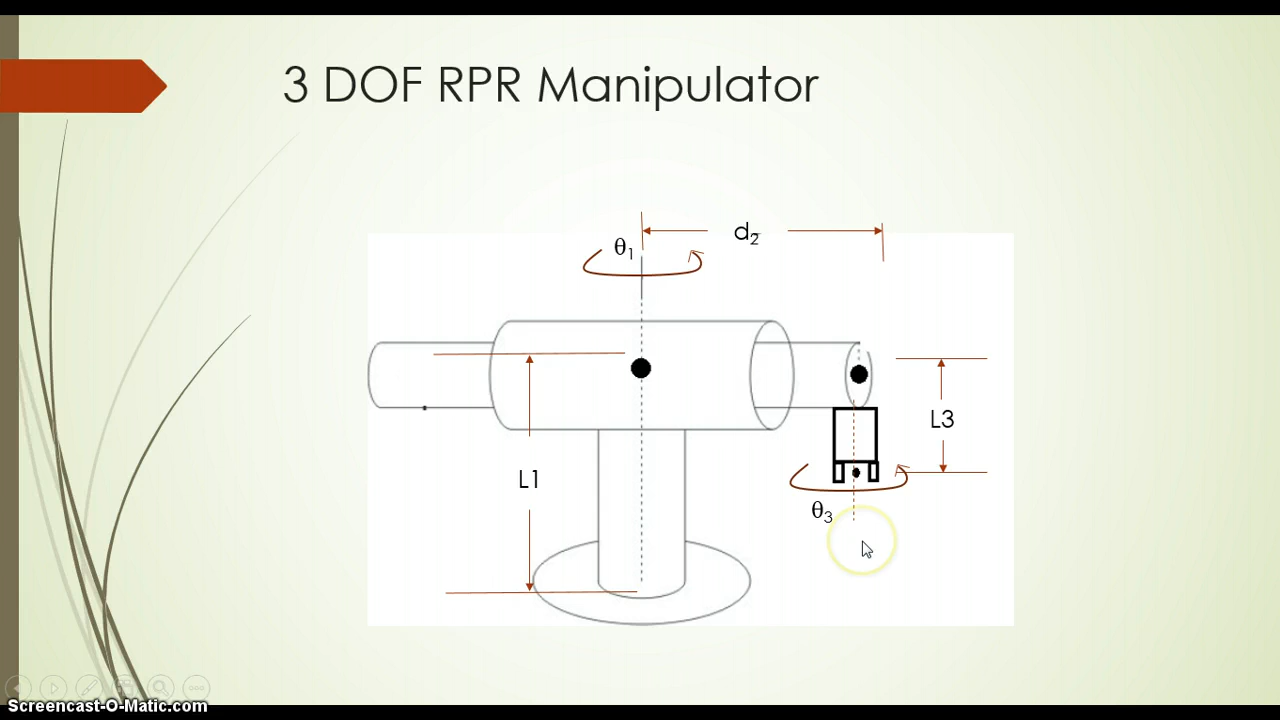 3 DOF RPR Manipulator
d₂
θ₁
L3
L1
θ₃
Screencast-O-Matic.com